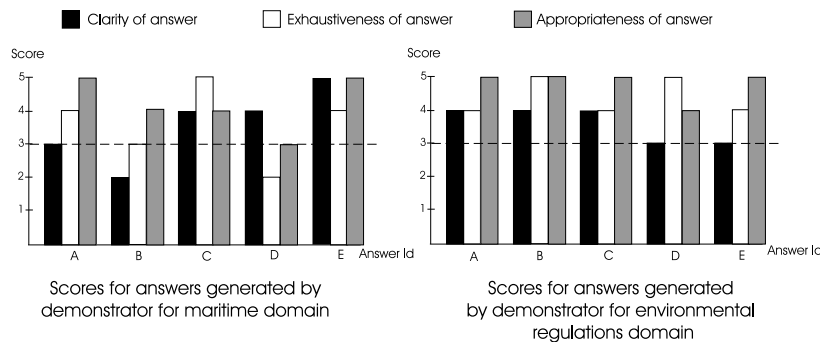 Clarity of answer
Exhaustiveness of answer
Appropriateness of answer
Score
5
4
3
2
1
A
B
C
D
E
Answer Id
Scores for answers generated by
demonstrator for maritime domain
Score
5
4
3
2
1
A
B
C
D
E
Answer Id
Scores for answers generated
by demonstrator for environmental
regulations domain